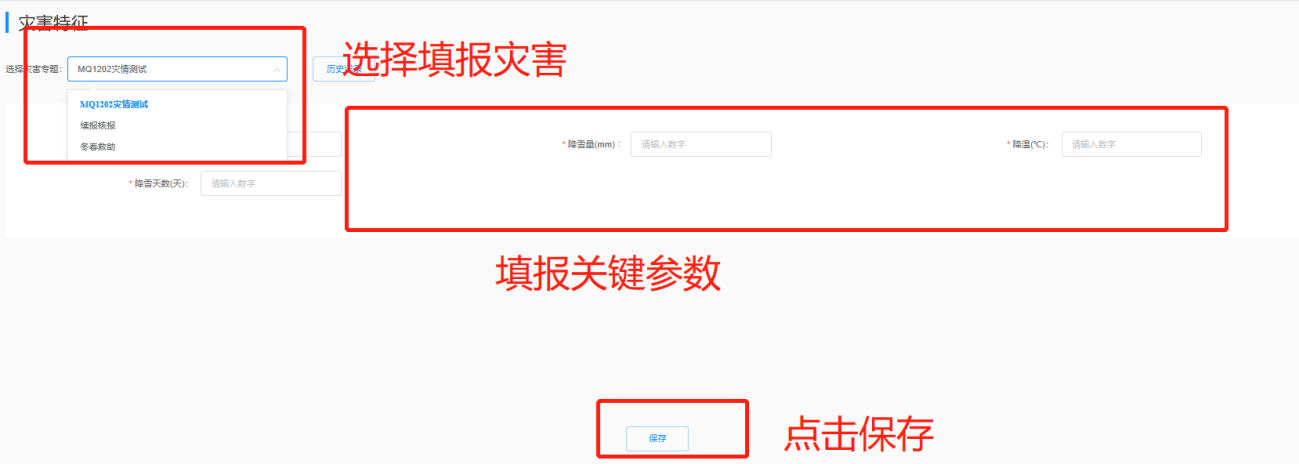 灾害特征
选择填报灾害
选择灾害专题: MQ1202灾情测试
MQ1202灾情测试
续报核报
冬春救助
* 降雪量(mm)： 请输入数字
* 降温(℃): 请输入数字
* 降雪天数(天): 请输入数字
填报关键参数
保存
点击保存